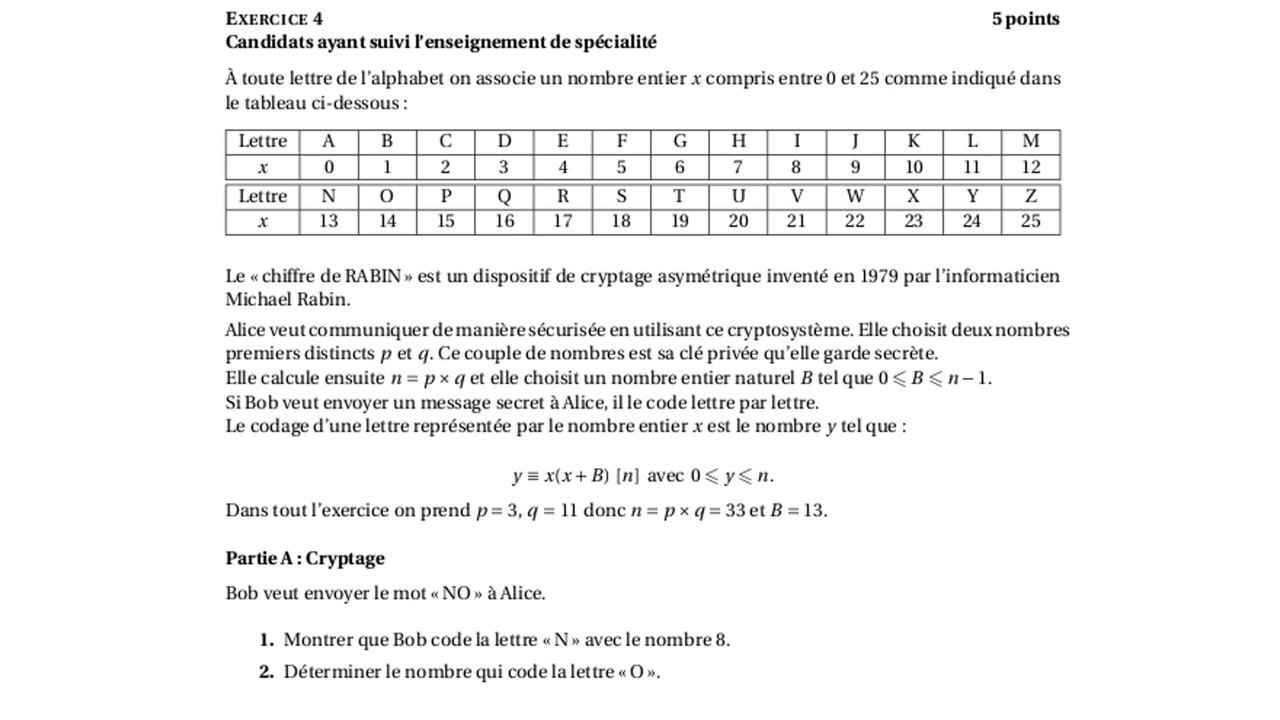 EXERCICE 4 5 points
Candidats ayant suivi l'enseignement de spécialité
À toute lettre de l'alphabet on associe un nombre entier x compris entre 0 et 25 comme indiqué dans
le tableau ci-dessous :
Lettre A B C D E F G H I J K L M
x 0 1 2 3 4 5 6 7 8 9 10 11 12
Lettre N O P Q R S T U V W X Y Z
x 13 14 15 16 17 18 19 20 21 22 23 24 25
Le « chiffre de RABIN » est un dispositif de cryptage asymétrique inventé en 1979 par l'informaticien
Michael Rabin.
Alice veut communiquer de manière sécurisée en utilisant ce cryptosystème. Elle choisit deux nombres
premiers distincts p et q. Ce couple de nombres est sa clé privée qu'elle garde secrète.
Elle calcule ensuite n = p × q et elle choisit un nombre entier naturel B tel que 0 ⩽ B ⩽ n − 1.
Si Bob veut envoyer un message secret à Alice, il le code lettre par lettre.
Le codage d'une lettre représentée par le nombre entier x est le nombre y tel que :
y ≡ x(x + B) [n] avec 0 ⩽ y ⩽ n.
Dans tout l'exercice on prend p = 3, q = 11 donc n = p × q = 33 et B = 13.
Partie A : Cryptage
Bob veut envoyer le mot « NO » à Alice.
1. Montrer que Bob code la lettre « N » avec le nombre 8.
2. Déterminer le nombre qui code la lettre « O ».